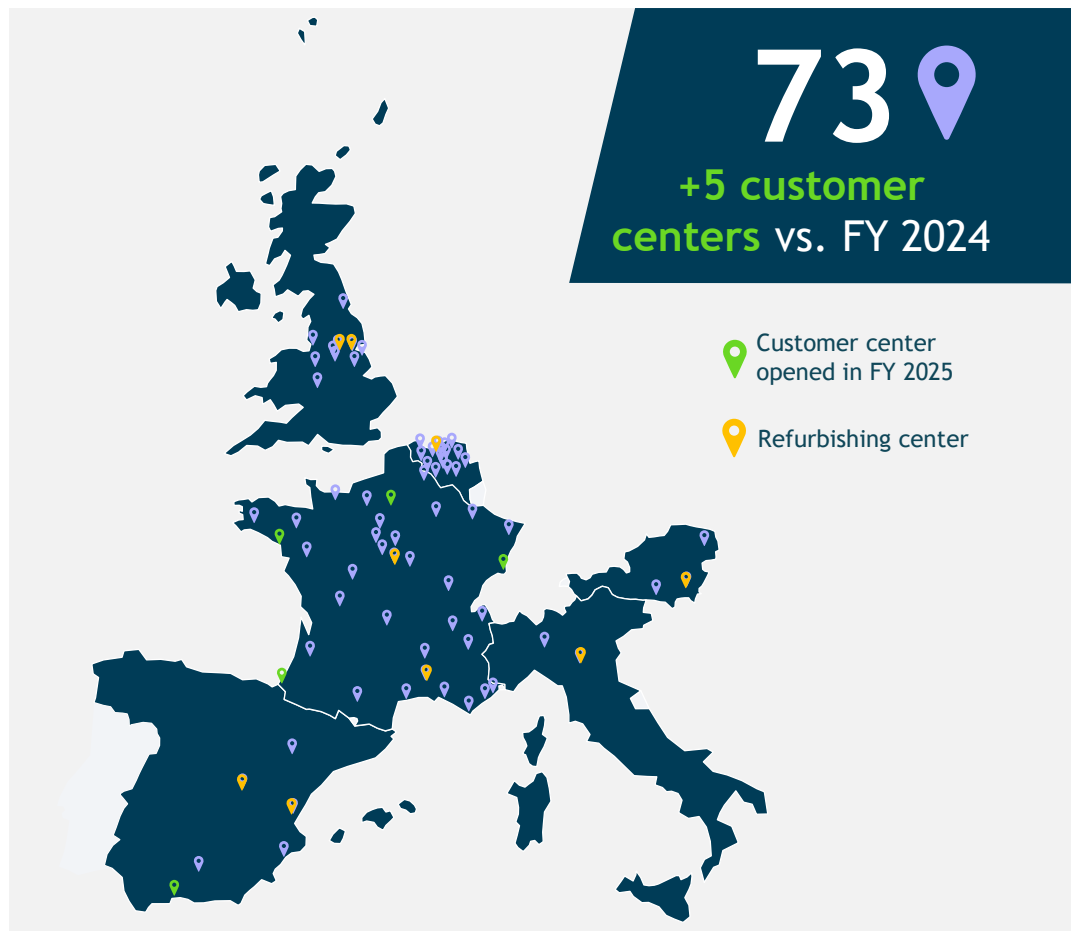 73
+5 customer
centers vs. FY 2024
Customer center
opened in FY 2025
Refurbishing center